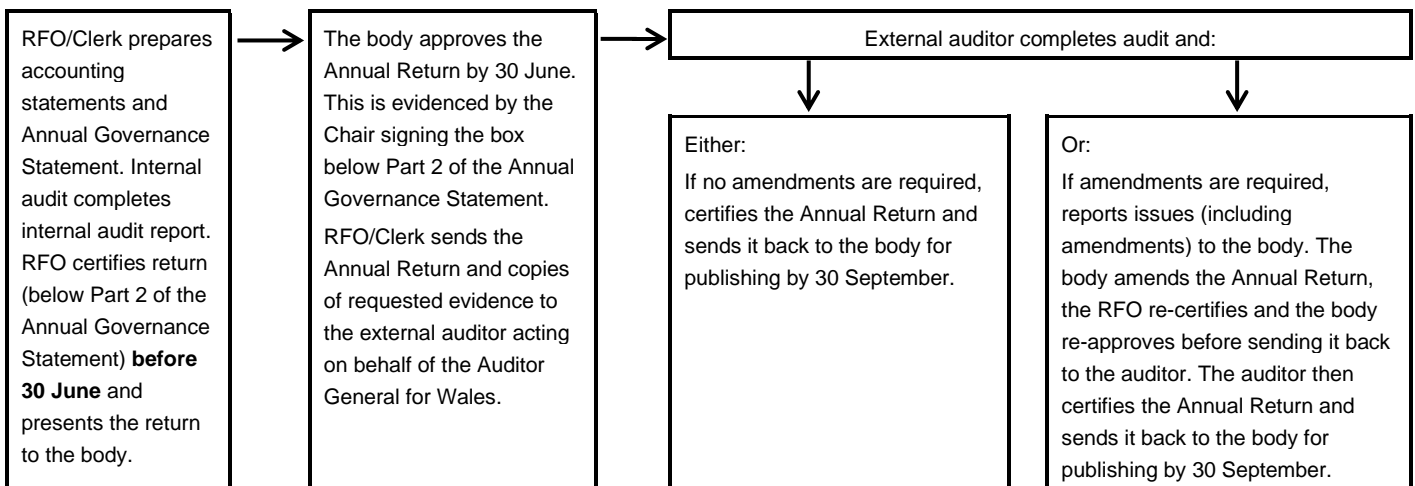 RFO/Clerk prepares
accounting
statements and
Annual Governance
Statement. Internal
audit completes
internal audit report.
RFO certifies return
(below Part 2 of the
Annual Governance
Statement) before
30 June and
presents the return
to the body.
The body approves the
Annual Return by 30 June.
This is evidenced by the
Chair signing the box
below Part 2 of the Annual
Governance Statement.
RFO/Clerk sends the
Annual Return and copies
of requested evidence to
the external auditor acting
on behalf of the Auditor
General for Wales.
External auditor completes audit and:
Either:
If no amendments are required,
certifies the Annual Return and
sends it back to the body for
publishing by 30 September.
Or:
If amendments are required,
reports issues (including
amendments) to the body. The
body amends the Annual Return,
the RFO re-certifies and the body
re-approves before sending it back
to the auditor. The auditor then
certifies the Annual Return and
sends it back to the body for
publishing by 30 September.